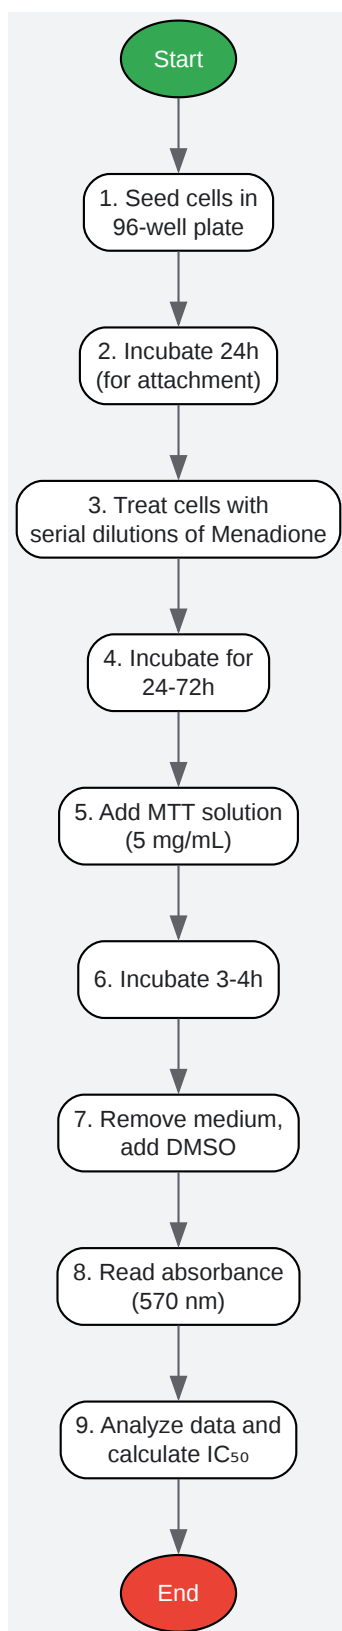 Start
1. Seed cells in
96-well plate
2. Incubate 24h
(for attachment)
3. Treat cells with
serial dilutions of Menadione
4. Incubate for
24-72h
5. Add MTT solution
(5 mg/mL)
6. Incubate 3-4h
7. Remove medium,
add DMSO
8. Read absorbance
(570 nm)
9. Analyze data and
calculate IC₅₀
End